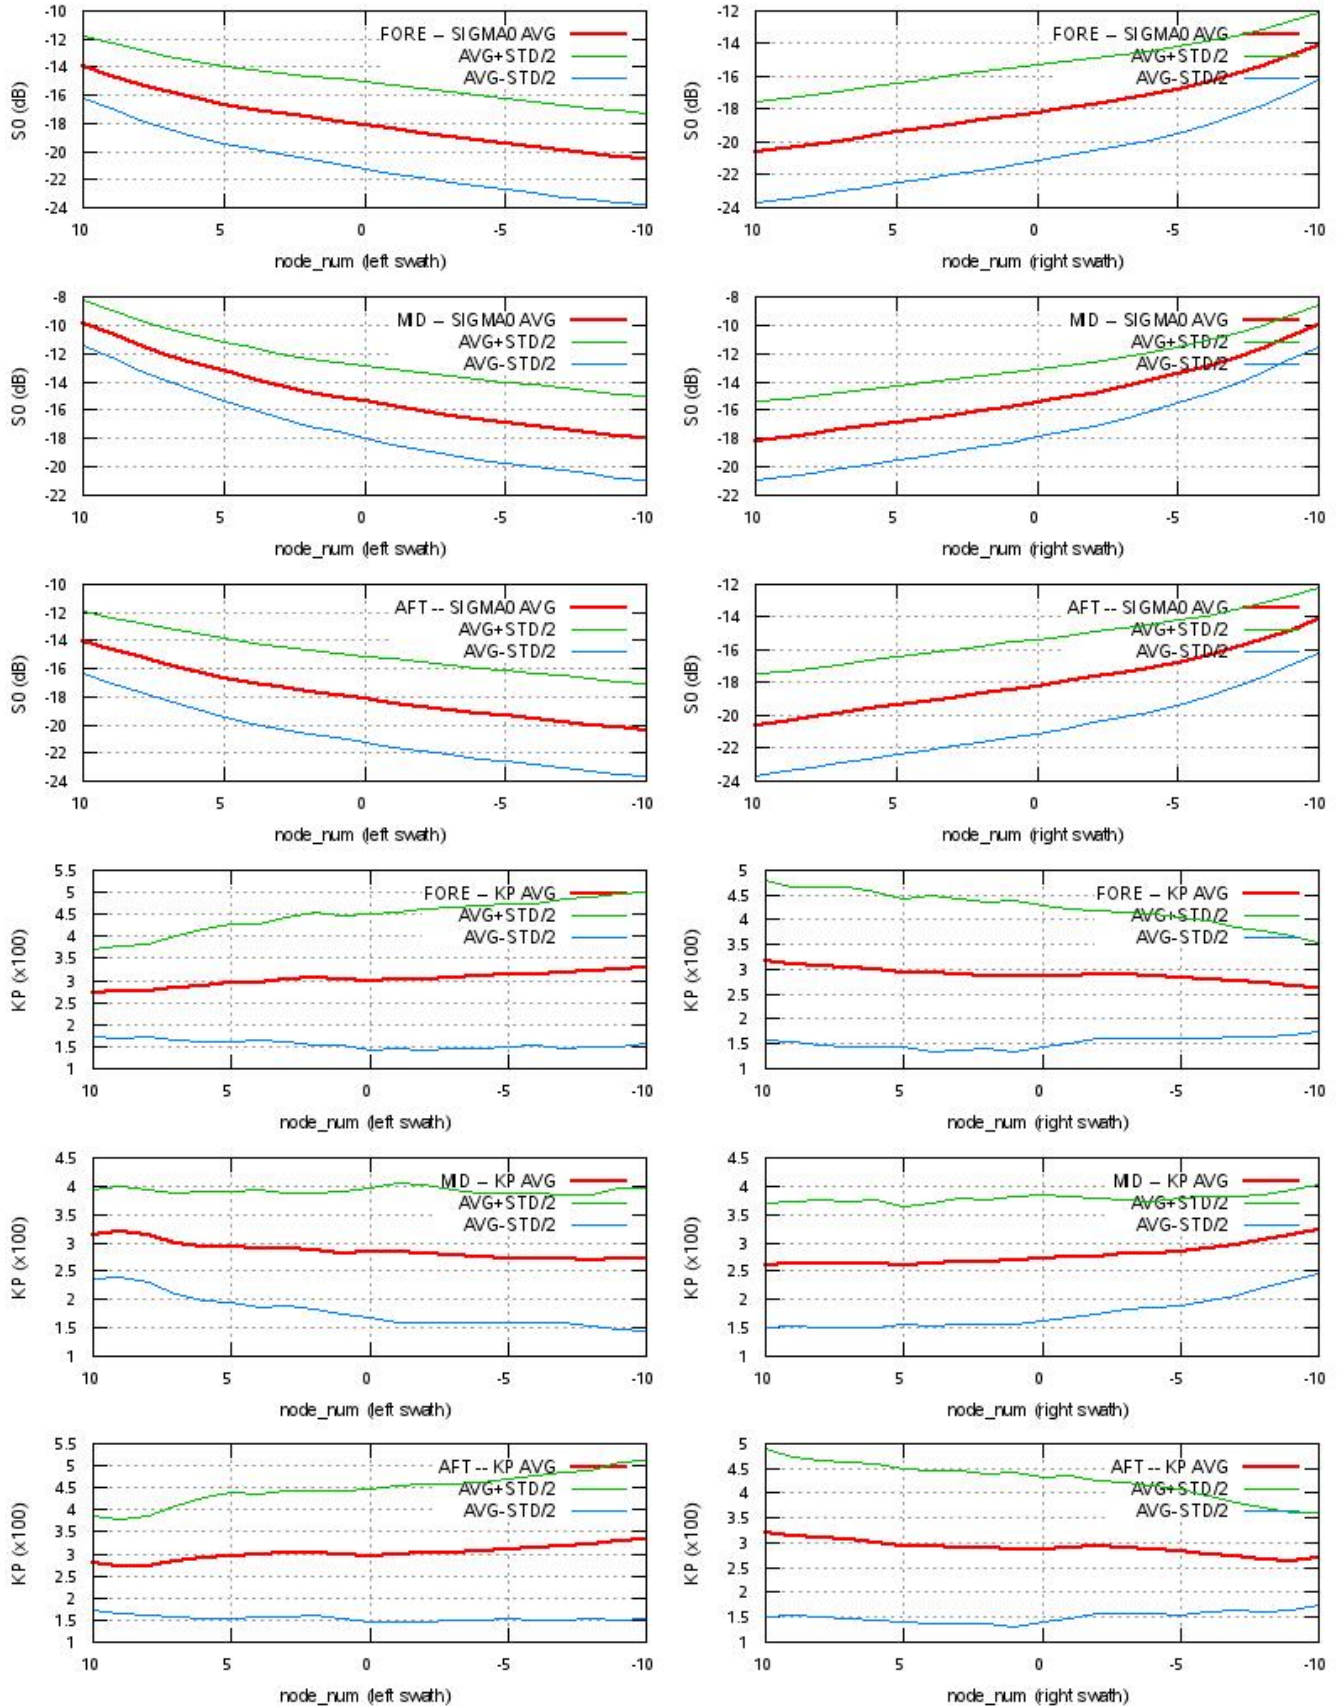 -10
-12
-14
-16
-18
-20
-22
-24
S0 (dB)
FORE -- SIGMA0 AVG
AVG+STD/2
AVG-STD/2
10 5 0 -5 -10
node_num (left swath)
-12
-14
-16
-18
-20
-22
-24
S0 (dB)
FORE -- SIGMA0 AVG
AVG+STD/2
AVG-STD/2
10 5 0 -5 -10
node_num (right swath)
-8
-10
-12
-14
-16
-18
-20
-22
S0 (dB)
MID -- SIGMA0 AVG
AVG+STD/2
AVG-STD/2
10 5 0 -5 -10
node_num (left swath)
-8
-10
-12
-14
-16
-18
-20
-22
S0 (dB)
MID -- SIGMA0 AVG
AVG+STD/2
AVG-STD/2
10 5 0 -5 -10
node_num (right swath)
-10
-12
-14
-16
-18
-20
-22
-24
S0 (dB)
AFT -- SIGMA0 AVG
AVG+STD/2
AVG-STD/2
10 5 0 -5 -10
node_num (left swath)
-12
-14
-16
-18
-20
-22
-24
S0 (dB)
AFT -- SIGMA0 AVG
AVG+STD/2
AVG-STD/2
10 5 0 -5 -10
node_num (right swath)
5.5
5
4.5
4
3.5
3
2.5
2
1.5
1
KP (x100)
FORE -- KP AVG
AVG+STD/2
AVG-STD/2
10 5 0 -5 -10
node_num (left swath)
5
4.5
4
3.5
3
2.5
2
1.5
1
KP (x100)
FORE -- KP AVG
AVG+STD/2
AVG-STD/2
10 5 0 -5 -10
node_num (right swath)
4.5
4
3.5
3
2.5
2
1.5
1
KP (x100)
MID -- KP AVG
AVG+STD/2
AVG-STD/2
10 5 0 -5 -10
node_num (left swath)
4.5
4
3.5
3
2.5
2
1.5
1
KP (x100)
MID -- KP AVG
AVG+STD/2
AVG-STD/2
10 5 0 -5 -10
node_num (right swath)
5.5
5
4.5
4
3.5
3
2.5
2
1.5
1
KP (x100)
AFT -- KP AVG
AVG+STD/2
AVG-STD/2
10 5 0 -5 -10
node_num (left swath)
5
4.5
4
3.5
3
2.5
2
1.5
1
KP (x100)
AFT -- KP AVG
AVG+STD/2
AVG-STD/2
10 5 0 -5 -10
node_num (right swath)